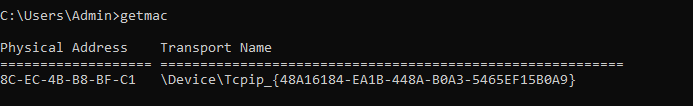 C:\Users\Admin>getmac
Physical Address    Transport Name
=================== ==========================================================
8C-EC-4B-B8-BF-C1   \Device\Tcpip_{48A16184-EA1B-448A-B0A3-5465EF15B0A9}